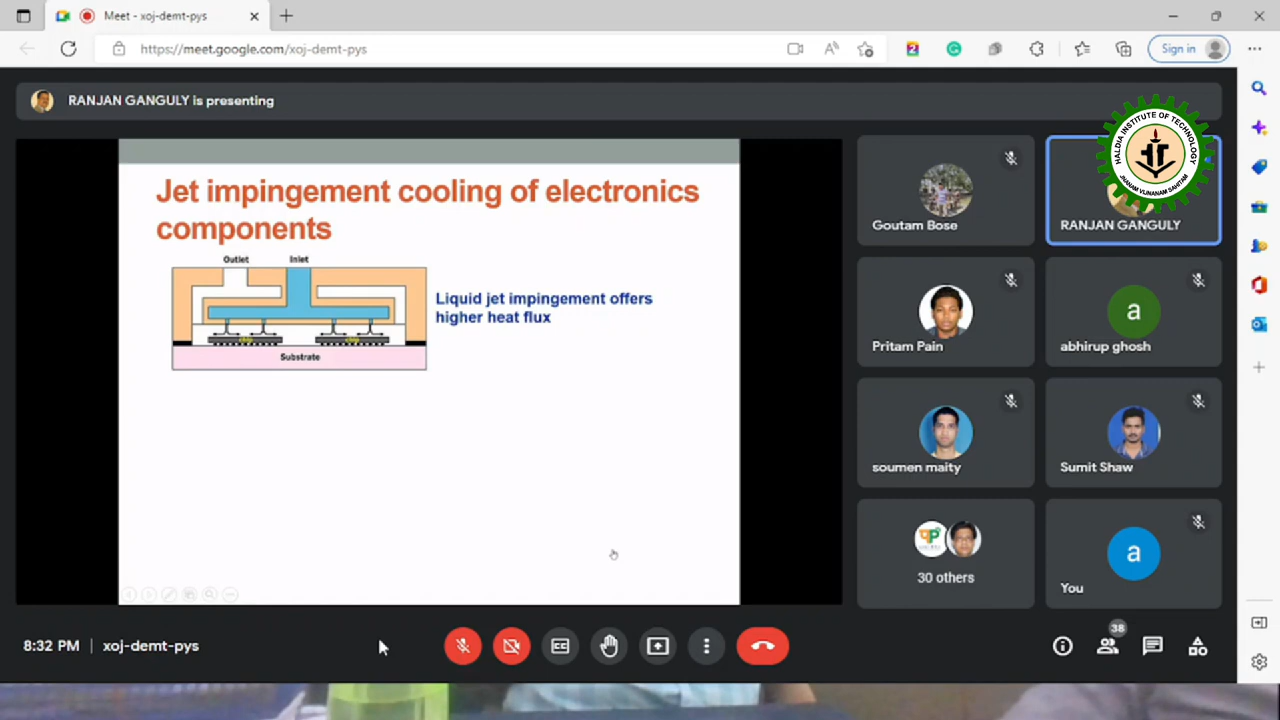 Meet - xoj-demt-pys
https://meet.google.com/xoj-demt-pys
Sign in
RANJAN GANGULY is presenting
HALDIA INSTITUTE OF TECHNOLOGY
Jet impingement cooling of electronics
components
Outlet
Inlet
Liquid jet impingement offers
higher heat flux
Substrate
Goutam Bose
RANJAN GANGULY
Pritam Pain
a
abhirup ghosh
soumen maity
Sumit Shaw
30 others
a
You
8:32 PM
xoj-demt-pys
38